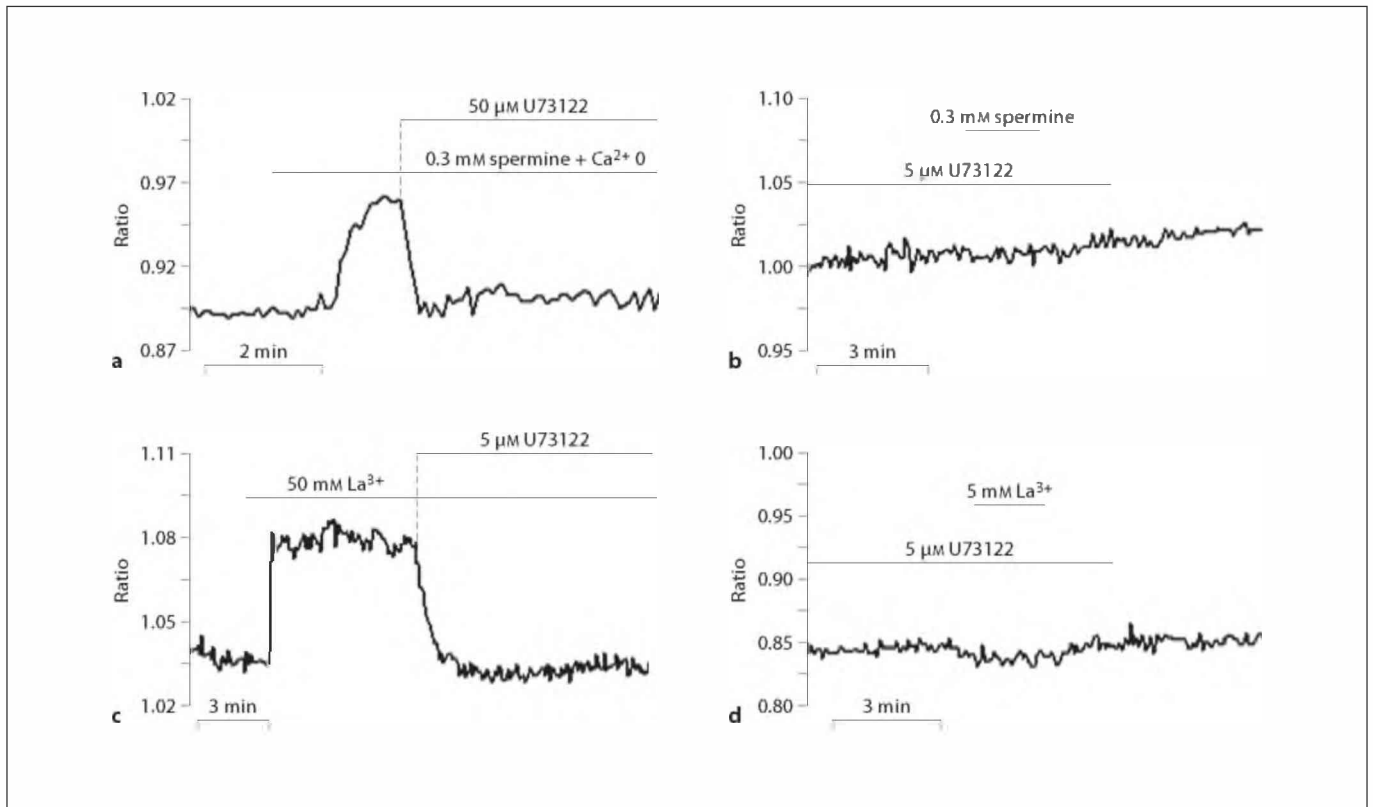 1.02
0.97
0.92
0.87
Ratio
50 µM U73122
0.3 mM spermine + Ca²⁺ 0
2 min
a
1.10
1.05
1.00
0.95
Ratio
0.3 mM spermine
5 µM U73122
3 min
b
1.11
1.08
1.05
1.02
Ratio
5 µM U73122
50 mM La³⁺
3 min
c
1.00
0.95
0.90
0.85
0.80
Ratio
5 mM La³⁺
5 µM U73122
3 min
d